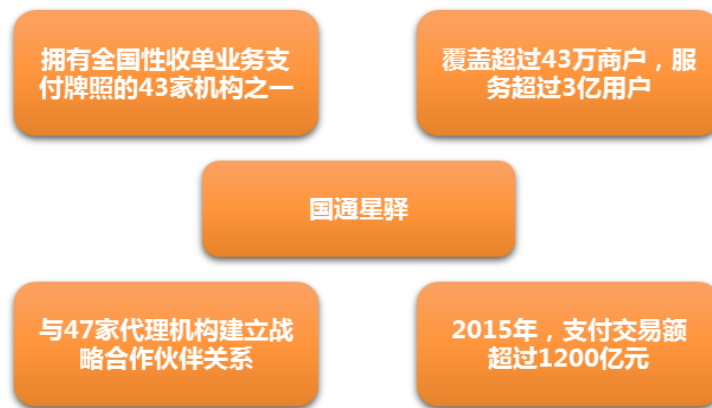 拥有全国性收单业务支
付牌照的43家机构之一
覆盖超过43万商户，服
务超过3亿用户
国通星驿
与47家代理机构建立战
略合作伙伴关系
2015年，支付交易额
超过1200亿元